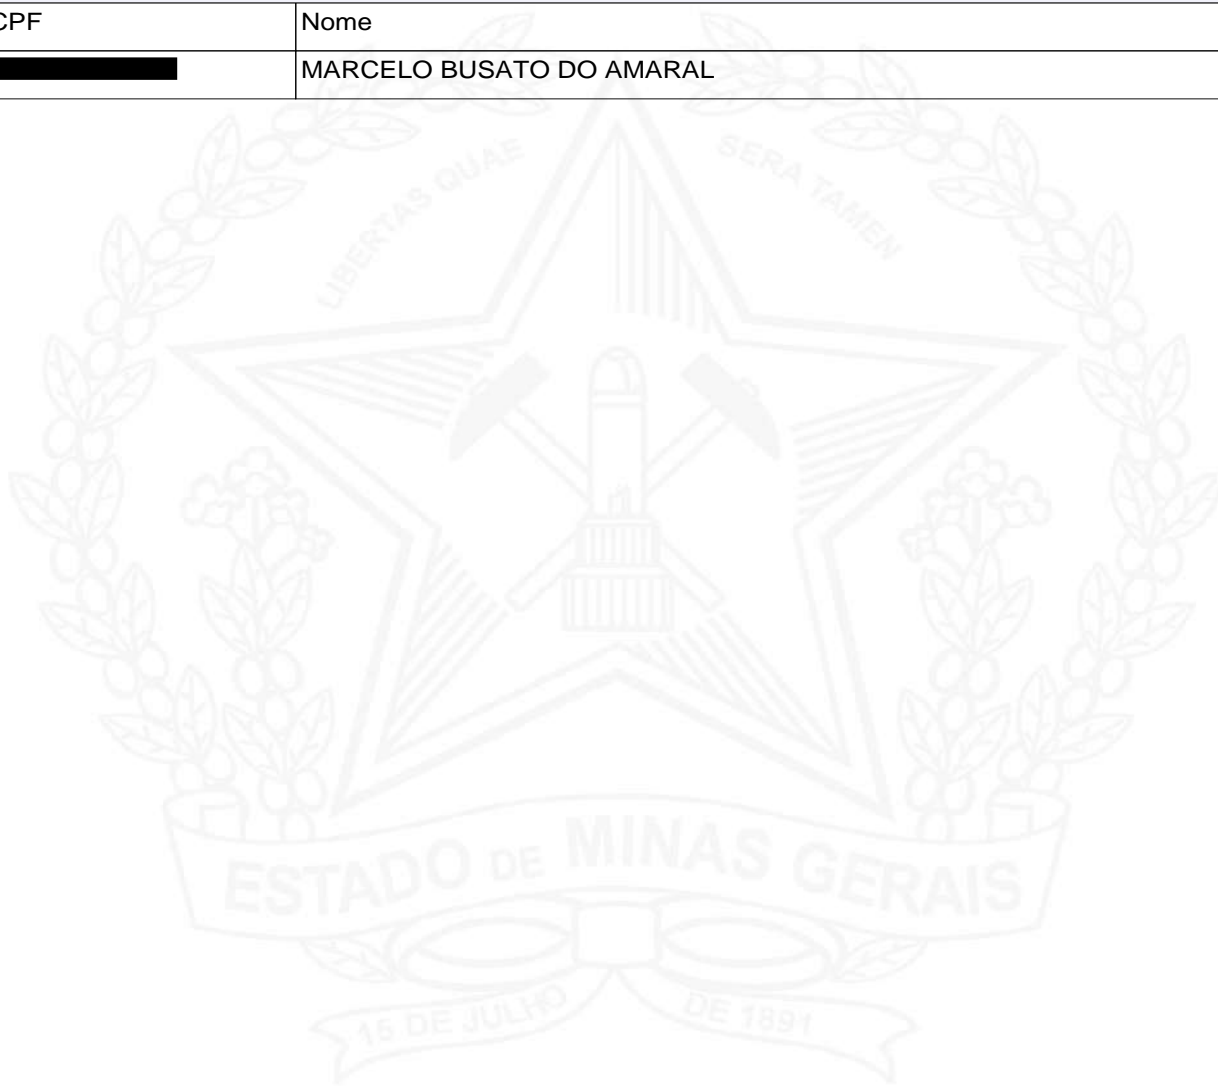 CPF
Nome
MARCELO BUSATO DO AMARAL
LIBERTAS QUAE
SERA TAMEN
ESTADO DE MINAS GERAIS
15 DE JULHO
DE 1891